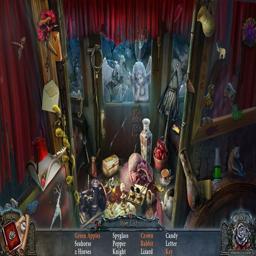 Green Apples Spyglass Crown Candy
Seahorse Pepper Rabbit Letter
2 Horses Knight Lizard Key